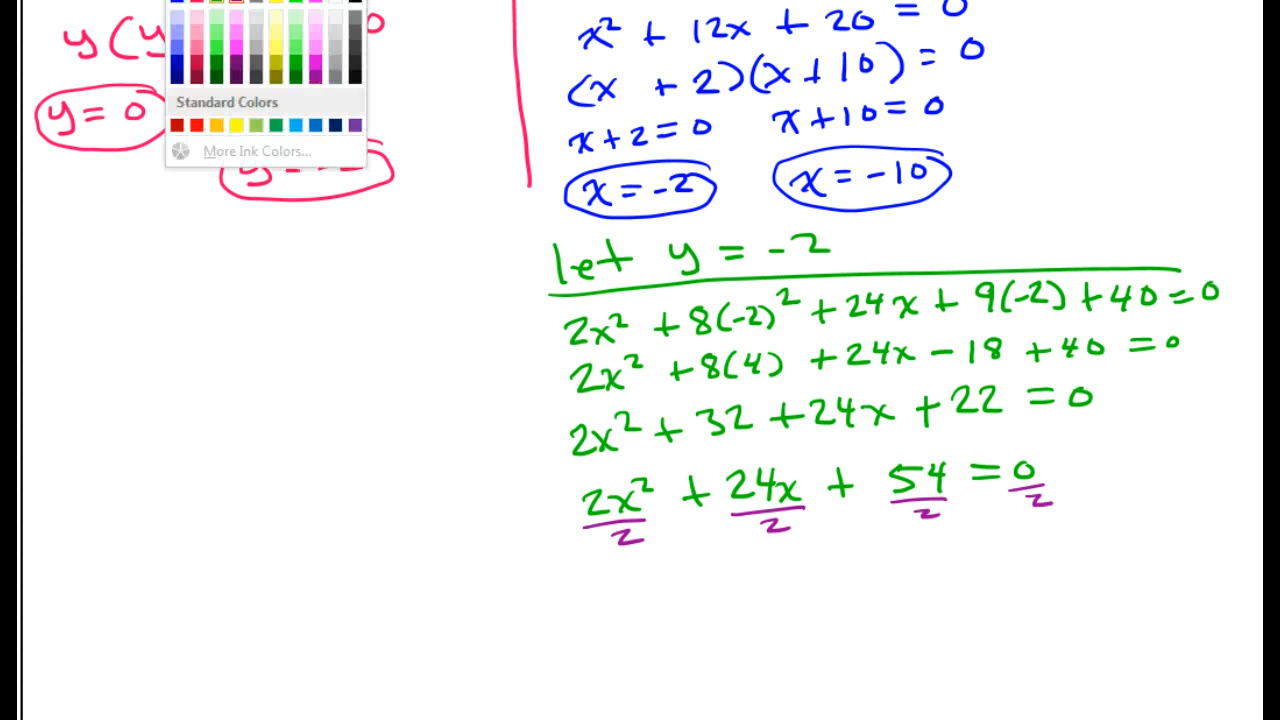 y(y
0
y = 0
Standard Colors
More Ink Colors...
x² + 12x + 20 = 0
(x + 2)(x + 10) = 0
x + 2 = 0 x + 10 = 0
x = -2 x = -10
let y = -2
2x² + 8(-2)² + 24x + 9(-2) + 40 = 0
2x² + 8(4) + 24x - 18 + 40 = 0
2x² + 32 + 24x + 22 = 0
2x² + 24x + 54 = 0
2 2 2 2